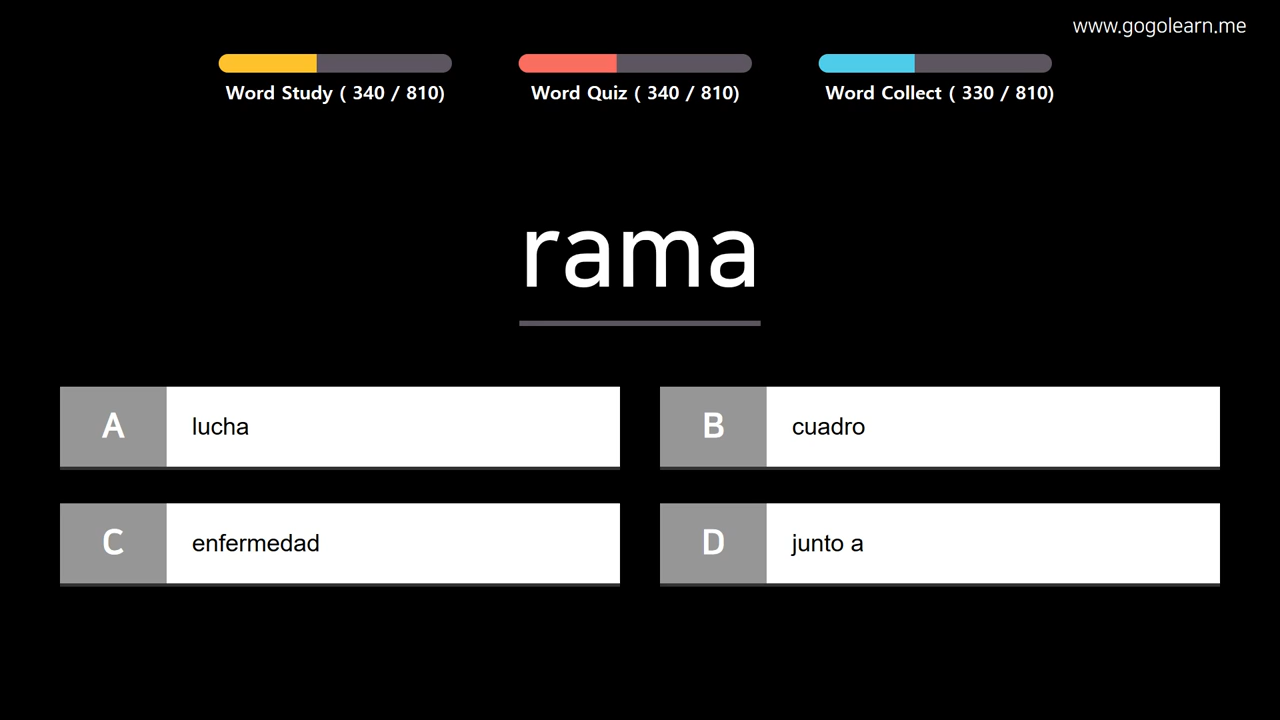 www.gogolearn.me
Word Study ( 340 / 810)
Word Quiz ( 340 / 810)
Word Collect ( 330 / 810)
rama
A lucha
B cuadro
C enfermedad
D junto a